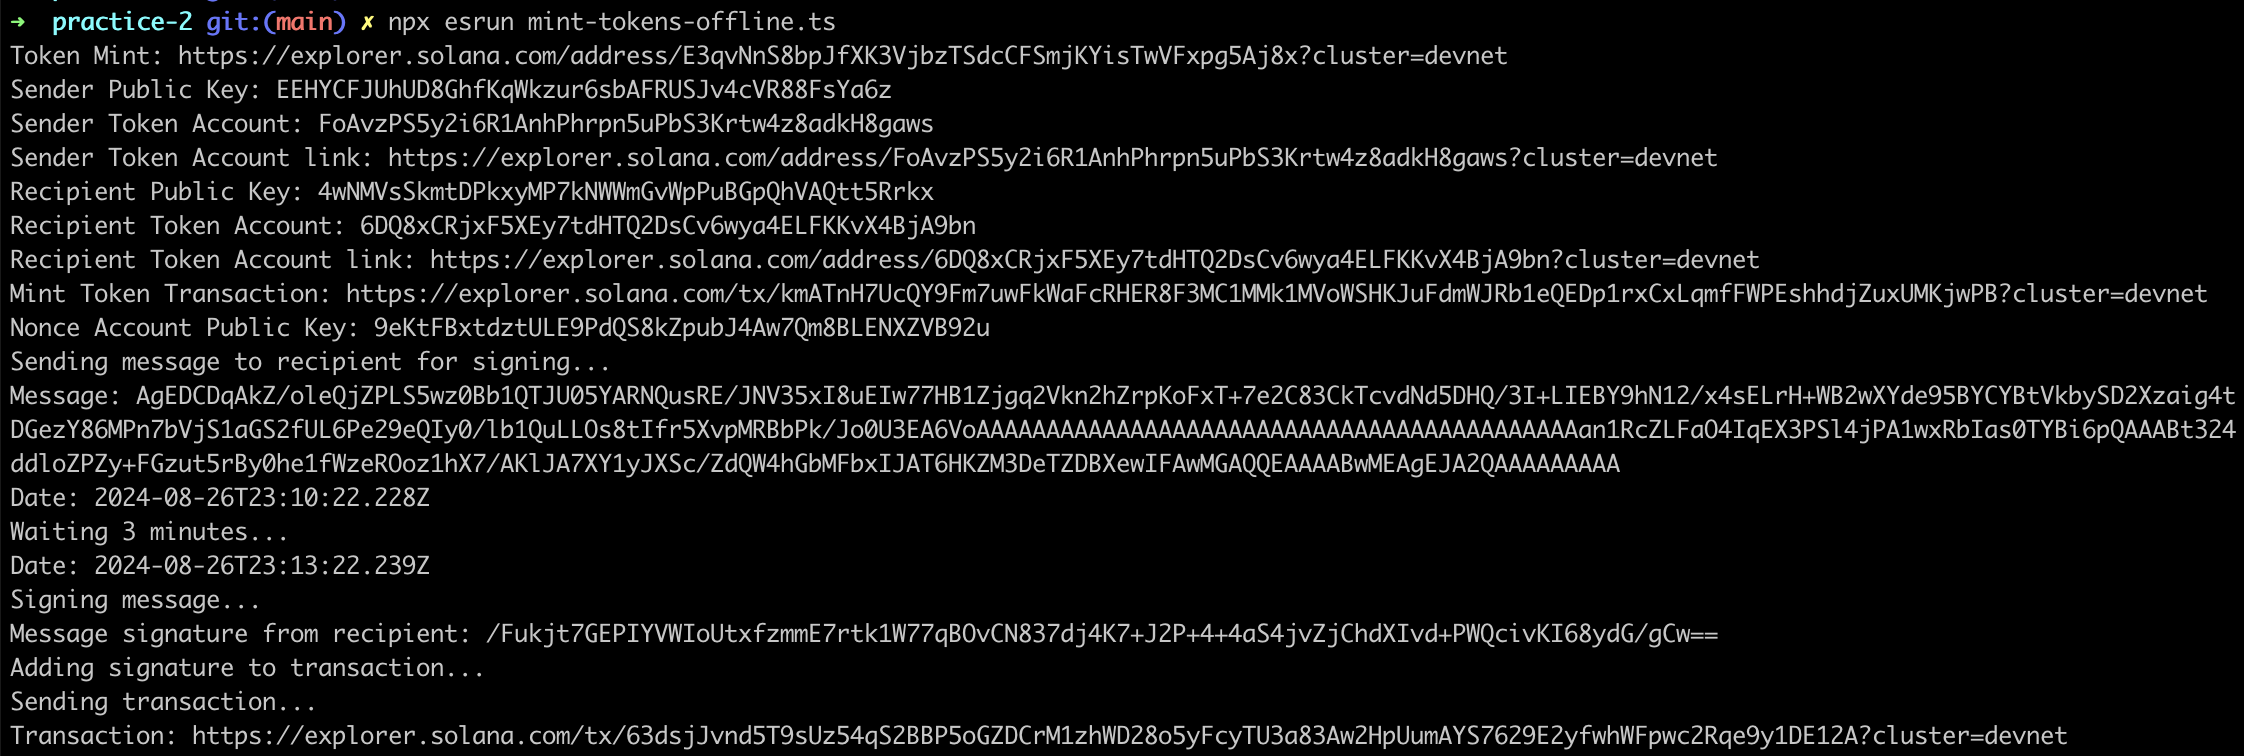 ➜  practice-2 git:(main) ✗ npx esrun mint-tokens-offline.ts
Token Mint: https://explorer.solana.com/address/E3qvNnS8bpJfXK3VjbzTSdcCFSmjKYisTwVFxpg5Aj8x?cluster=devnet
Sender Public Key: EEHYCFJUhUD8GhfKqWkzur6sbAFRUSJv4cVR88FsYa6z
Sender Token Account: FoAvzPS5y2i6R1AnhPhrpn5uPbS3Krtw4z8adkH8gaws
Sender Token Account link: https://explorer.solana.com/address/FoAvzPS5y2i6R1AnhPhrpn5uPbS3Krtw4z8adkH8gaws?cluster=devnet
Recipient Public Key: 4wNMVsSkmtDPkxyMP7kNWWmGvWpPuBGpQhVAQtt5Rrkx
Recipient Token Account: 6DQ8xCRjxF5XEy7tdHTQ2DsCv6wya4ELFKKvX4BjA9bn
Recipient Token Account link: https://explorer.solana.com/address/6DQ8xCRjxF5XEy7tdHTQ2DsCv6wya4ELFKKvX4BjA9bn?cluster=devnet
Mint Token Transaction: https://explorer.solana.com/tx/kmATnH7UcQY9Fm7uwFkWaFcRHER8F3MC1MMk1MVoWSHKJuFdmWJRb1eQEDp1rxCxLqmfFWPEshhdjZuxUMKjwPB?cluster=devnet
Nonce Account Public Key: 9eKtFBxtdztULE9PdQS8kZpubJ4Aw7Qm8BLENXZVB92u
Sending message to recipient for signing...
Message: AgEDCDqAkZ/oleQjZPLS5wz0Bb1QTJU05YARNQusRE/JNV35xI8uEIw77HB1Zjgq2Vkn2hZrpKoFxT+7e2C83CkTcvdNd5DHQ/3I+LIEBY9hN12/x4sELrH+WB2wXYde95BYCYBtVkbySD2Xzaig4t
DGezY86MPn7bVjS1aGS2fUL6Pe29eQIy0/lb1QuLLOs8tIfr5XvpMRBbPk/Jo0U3EA6VoAAAAAAAAAAAAAAAAAAAAAAAAAAAAAAAAAAAAAAAAAAAan1RcZLFaO4IqEX3PSl4jPA1wxRbIas0TYBi6pQAAABt324
ddloZPZy+FGzut5rBy0he1fWzeROoz1hX7/AKlJA7XY1yJXSc/ZdQW4hGbMFbxIJAT6HKZM3DeTZDBXewIFAwMGAQQEAAAABwMEAgEJA2QAAAAAAAAA
Date: 2024-08-26T23:10:22.228Z
Waiting 3 minutes...
Date: 2024-08-26T23:13:22.239Z
Signing message...
Message signature from recipient: /Fukjt7GEPIYVWIoUtxfzmmE7rtk1W77qBOvCN837dj4K7+J2P+4+4aS4jvZjChdXIvd+PWQcivKI68ydG/gCw==
Adding signature to transaction...
Sending transaction...
Transaction: https://explorer.solana.com/tx/63dsjJvnd5T9sUz54qS2BBP5oGZDCrM1zhWD28o5yFcyTU3a83Aw2HpUumAYS7629E2yfwhWFpwc2Rqe9y1DE12A?cluster=devnet